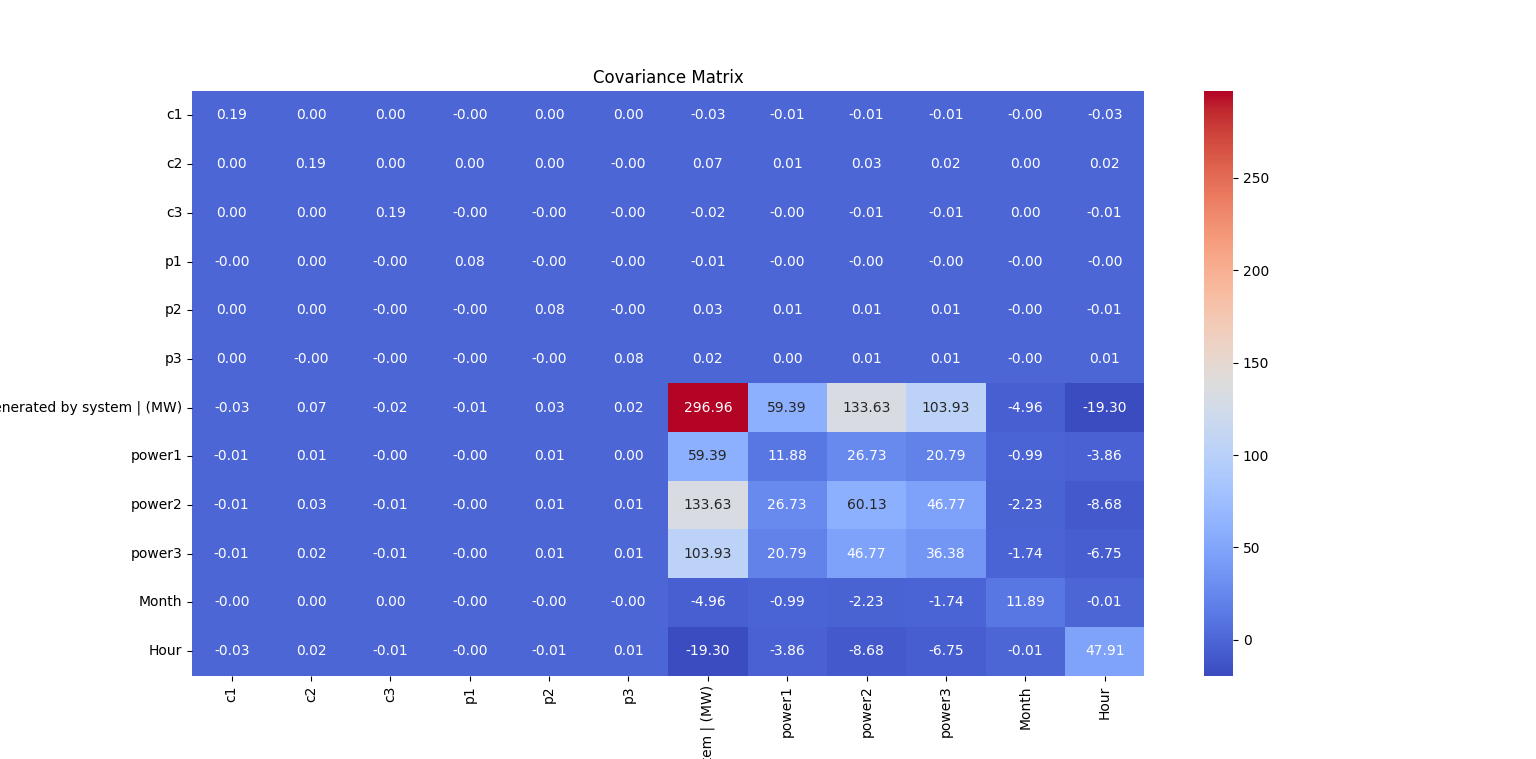 Covariance Matrix
c1 0.19 0.00 0.00 -0.00 0.00 0.00 -0.03 -0.01 -0.01 -0.01 -0.00 -0.03
c2 0.00 0.19 0.00 0.00 0.00 -0.00 0.07 0.01 0.03 0.02 0.00 0.02
c3 0.00 0.00 0.19 -0.00 -0.00 -0.00 -0.02 -0.00 -0.01 -0.01 0.00 -0.01
p1 -0.00 0.00 -0.00 0.08 -0.00 -0.00 -0.01 -0.00 -0.00 -0.00 -0.00 -0.00
p2 0.00 0.00 -0.00 -0.00 0.08 -0.00 0.03 0.01 0.01 0.01 -0.00 -0.01
p3 0.00 -0.00 -0.00 -0.00 -0.00 0.08 0.02 0.00 0.01 0.01 -0.00 0.01
enerated by system | (MW) -0.03 0.07 -0.02 -0.01 0.03 0.02 296.96 59.39 133.63 103.93 -4.96 -19.30
power1 -0.01 0.01 -0.00 -0.00 0.01 0.00 59.39 11.88 26.73 20.79 -0.99 -3.86
power2 -0.01 0.03 -0.01 -0.00 0.01 0.01 133.63 26.73 60.13 46.77 -2.23 -8.68
power3 -0.01 0.02 -0.01 -0.00 0.01 0.01 103.93 20.79 46.77 36.38 -1.74 -6.75
Month -0.00 0.00 0.00 -0.00 -0.00 -0.00 -4.96 -0.99 -2.23 -1.74 11.89 -0.01
Hour -0.03 0.02 -0.01 -0.00 -0.01 0.01 -19.30 -3.86 -8.68 -6.75 -0.01 47.91
c1 c2 c3 p1 p2 p3 tem | (MW) power1 power2 power3 Month Hour
250
200
150
100
50
0